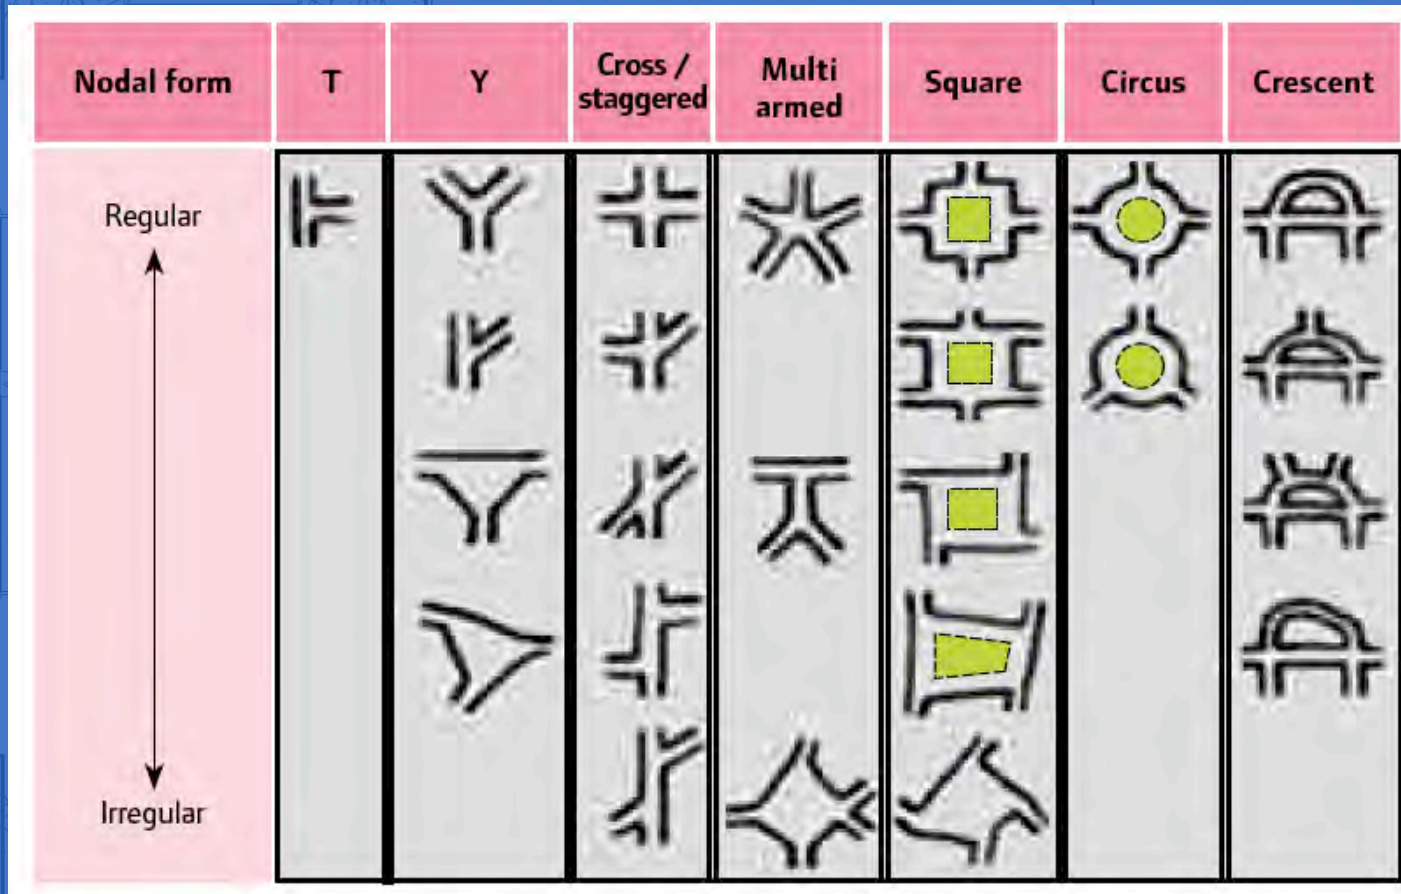 Nodal form
T
Y
Cross /
staggered
Multi
armed
Square
Circus
Crescent
Regular
Irregular